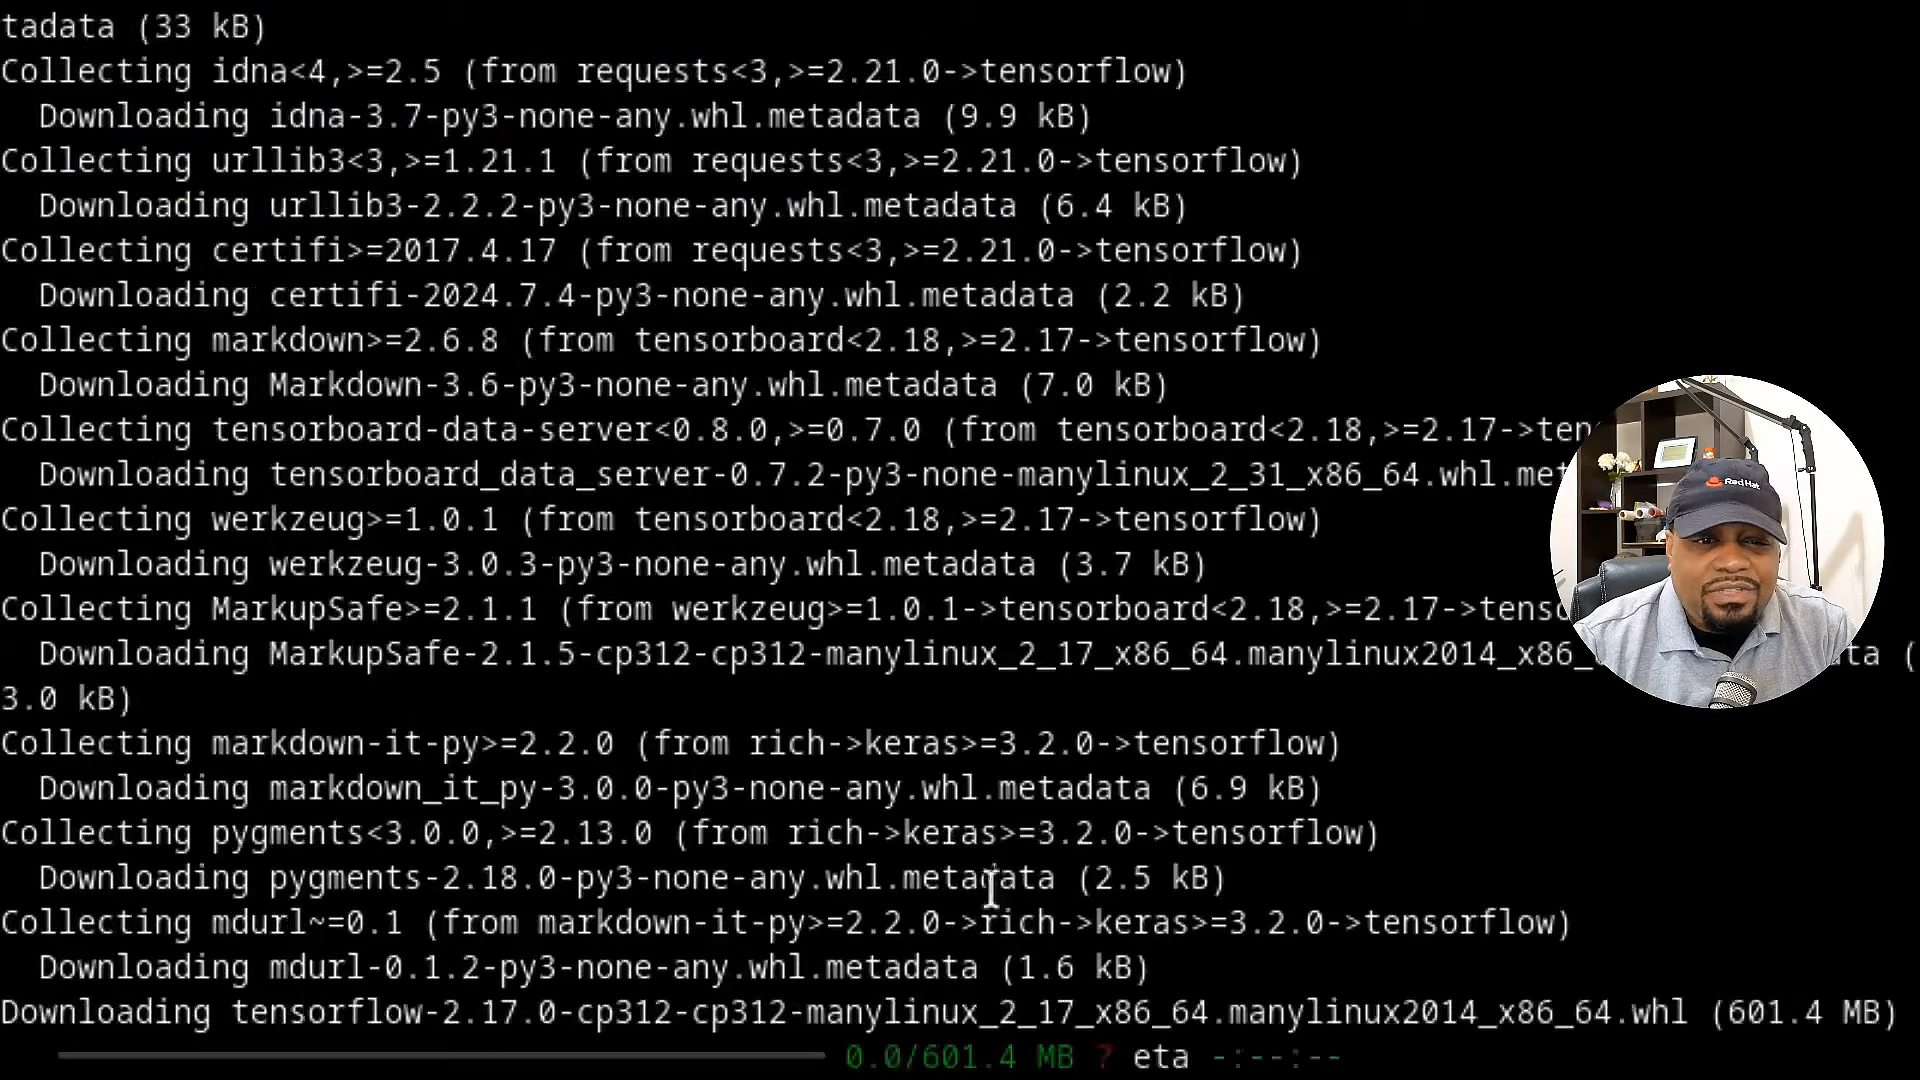 tadata (33 kB)
Collecting idna<4,>=2.5 (from requests<3,>=2.21.0->tensorflow)
Downloading idna-3.7-py3-none-any.whl.metadata (9.9 kB)
Collecting urllib3<3,>=1.21.1 (from requests<3,>=2.21.0->tensorflow)
Downloading urllib3-2.2.2-py3-none-any.whl.metadata (6.4 kB)
Collecting certifi>=2017.4.17 (from requests<3,>=2.21.0->tensorflow)
Downloading certifi-2024.7.4-py3-none-any.whl.metadata (2.2 kB)
Collecting markdown>=2.6.8 (from tensorboard<2.18,>=2.17->tensorflow)
Downloading Markdown-3.6-py3-none-any.whl.metadata (7.0 kB)
Collecting tensorboard-data-server<0.8.0,>=0.7.0 (from tensorboard<2.18,>=2.17->ten
Downloading tensorboard_data_server-0.7.2-py3-none-manylinux_2_31_x86_64.whl.met
Collecting werkzeug>=1.0.1 (from tensorboard<2.18,>=2.17->tensorflow)
Downloading werkzeug-3.0.3-py3-none-any.whl.metadata (3.7 kB)
Collecting MarkupSafe>=2.1.1 (from werkzeug>=1.0.1->tensorboard<2.18,>=2.17->tenso
Downloading MarkupSafe-2.1.5-cp312-cp312-manylinux_2_17_x86_64.manylinux2014_x86_ ta (
3.0 kB)
Collecting markdown-it-py>=2.2.0 (from rich->keras>=3.2.0->tensorflow)
Downloading markdown_it_py-3.0.0-py3-none-any.whl.metadata (6.9 kB)
Collecting pygments<3.0.0,>=2.13.0 (from rich->keras>=3.2.0->tensorflow)
Downloading pygments-2.18.0-py3-none-any.whl.metadata (2.5 kB)
Collecting mdurl~=0.1 (from markdown-it-py>=2.2.0->rich->keras>=3.2.0->tensorflow)
Downloading mdurl-0.1.2-py3-none-any.whl.metadata (1.6 kB)
Downloading tensorflow-2.17.0-cp312-cp312-manylinux_2_17_x86_64.manylinux2014_x86_64.whl (601.4 MB)
0.0/601.4 MB ? eta -:--:--
Red Hat